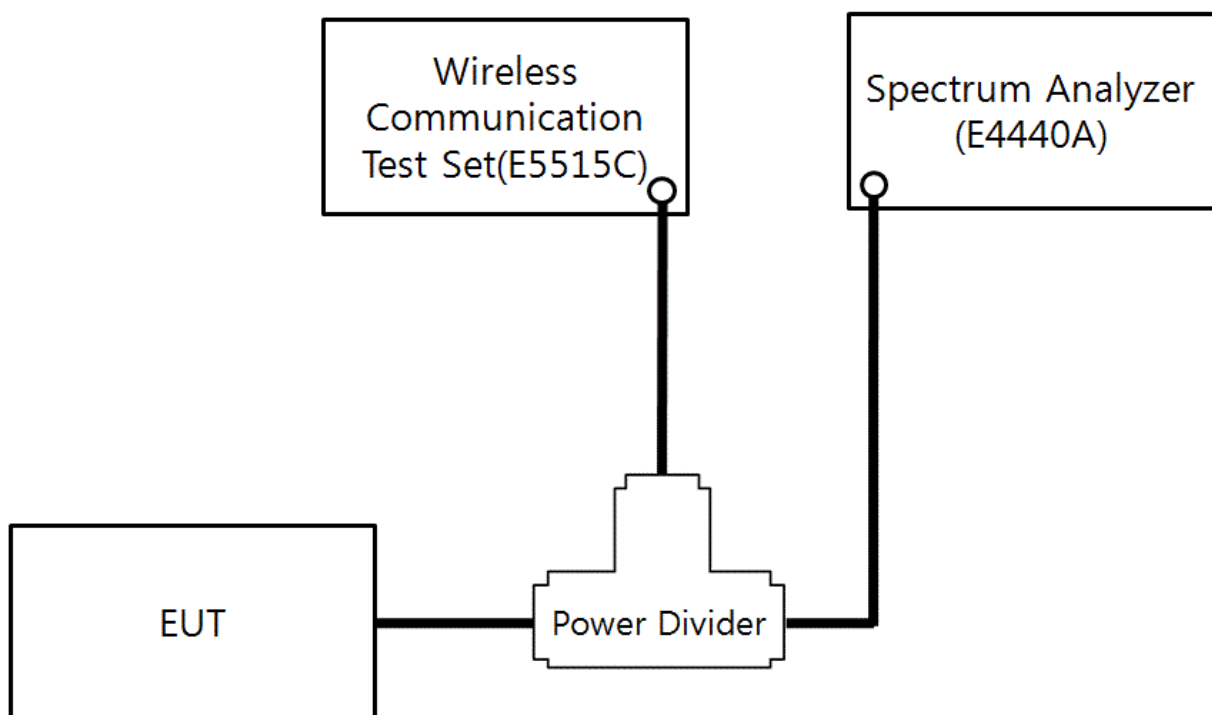 Wireless
Communication
Test Set(E5515C)
Spectrum Analyzer
(E4440A)
EUT
Power Divider